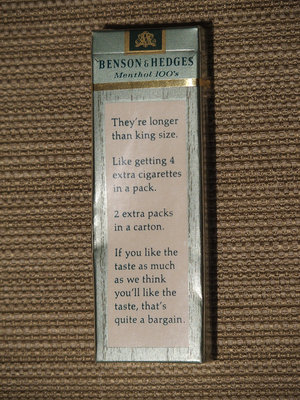 BENSON & HEDGES
Menthol 100's
They're longer
than king size.
Like getting 4
extra cigarettes
in a pack.
2 extra packs
in a carton.
If you like the
taste as much
as we think
you'll like the
taste, that's
quite a bargain.